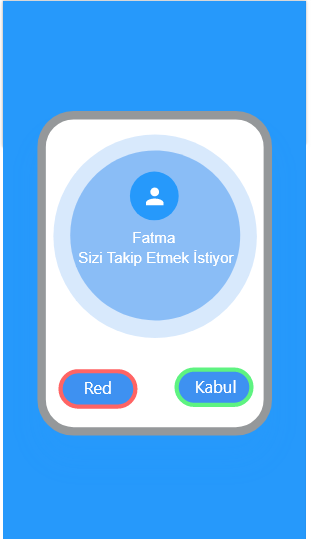 Fatma
Sizi Takip Etmek İstiyor
Red
Kabul